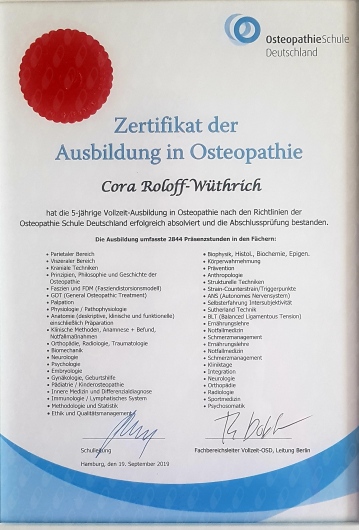 OsteopathieSchule
Deutschland
Zertifikat der
Ausbildung in Osteopathie
Cora Roloff-Wüthrich
hat die 5-jährige Vollzeit-Ausbildung in Osteopathie nach den Richtlinien der
Osteopathie Schule Deutschland erfolgreich absolviert und die Abschlussprüfung bestanden.
Die Ausbildung umfasste 2844 Präsenzstunden in den Fächern:
• Parietaler Bereich
• Viszeraler Bereich
• Kraniale Techniken
• Prinzipien, Philosophie und Geschichte der
Osteopathie
• Faszien und FDM (Fasziendistorsionsmodell)
• GOT (General Osteopathic Treatment)
• Palpation
• Physiologie / Pathophysiologie
• Anatomie (deskriptive, klinische und funktionelle)
einschließlich Präparation
• Klinische Methoden, Anamnese + Befund,
Notfallmaßnahmen
• Orthopädie, Radiologie, Traumatologie
• Biomechanik
• Neurologie
• Psychologie
• Embryologie
• Gynäkologie, Geburtshilfe
• Pädiatrie / Kinderosteopathie
• Innere Medizin und Differenzialdiagnose
• Immunologie / Lymphatisches System
• Methodologie und Statistik
• Ethik und Qualitätsmanagement
• Biophysk, Histol., Biochemie, Epigen.
• Körperwahrnehmung
• Prävention
• Anthropologie
• Strukturelle Techniken
• Strain-Counterstrain/Triggerpunkte
• ANS (Autonomes Nervensystem)
• Selbsterfahrung Intersubjektivität
• Sutherland Technik
• BLT (Balanced Ligamentous Tension)
• Ernährungslehre
• Notfallmedizin
• Schmerzmanagement
• Ernährungslehre
• Notfallmedizin
• Schmerzmanagement
• Kliniktage
• Integration
• Neurologie
• Orthopädie
• Radiologie
• Sportmedizin
• Psychosomatik
Schulleitung
Fachbereichsleiter Vollzeit-OSD, Leitung Berlin
Hamburg, den 19. September 2019